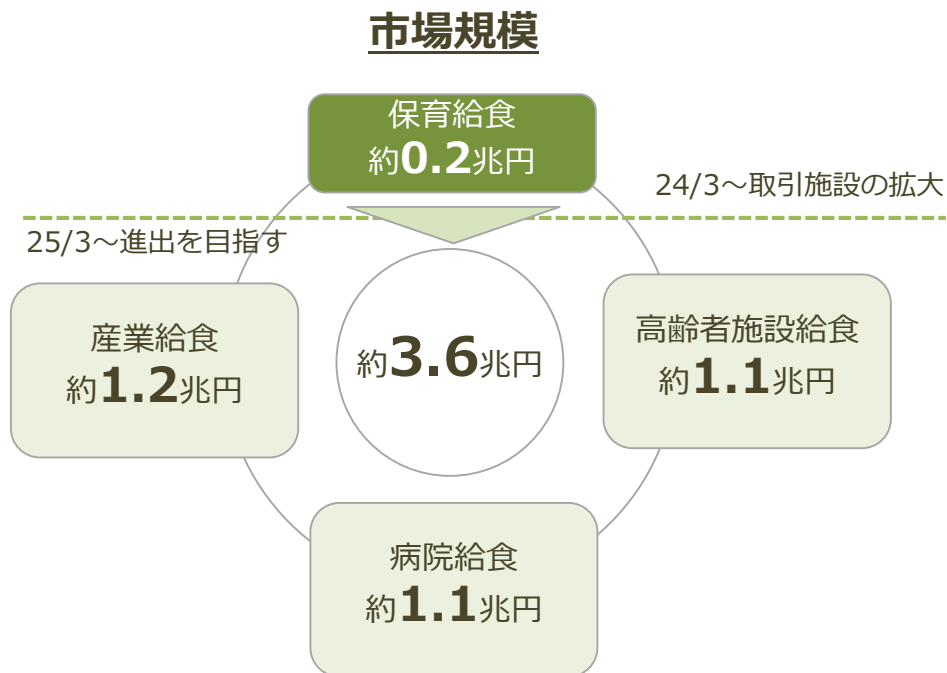 市場規模
保育給食
約0.2兆円
24/3～取引施設の拡大
25/3～進出を目指す
産業給食
約1.2兆円
約3.6兆円
高齢者施設給食
約1.1兆円
病院給食
約1.1兆円